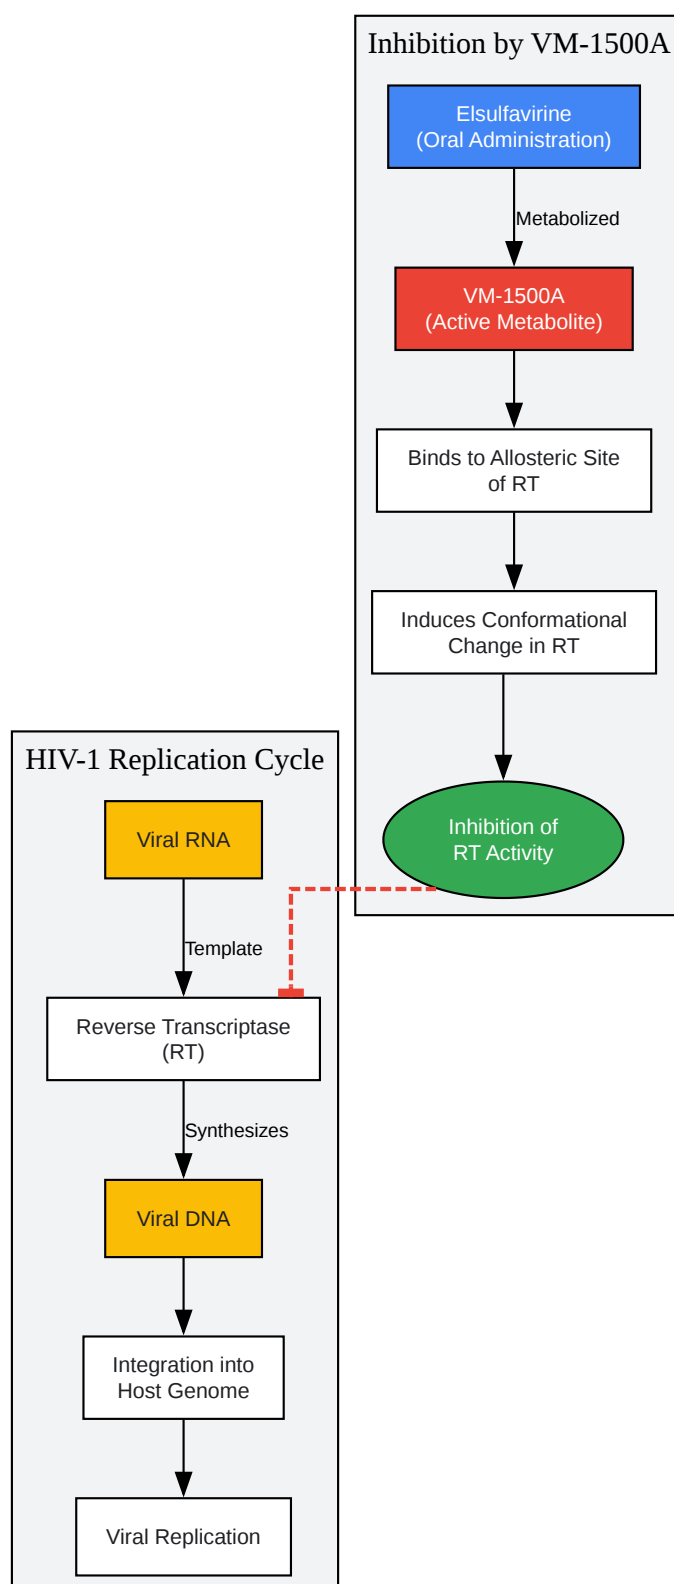 Inhibition by VM-1500A
Elsulfavirine
(Oral Administration)
Metabolized
VM-1500A
(Active Metabolite)
Binds to Allosteric Site
of RT
Induces Conformational
Change in RT
Inhibition of
RT Activity
HIV-1 Replication Cycle
Viral RNA
Template
Reverse Transcriptase
(RT)
Synthesizes
Viral DNA
Integration into
Host Genome
Viral Replication